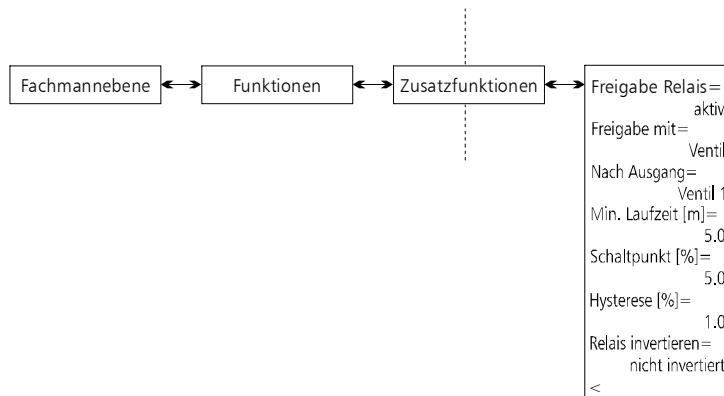 Fachmannebene
Funktionen
Zusatzfunktionen
Freigabe Relais=
aktiv
Freigabe mit=
Ventil
Nach Ausgang=
Ventil 1
Min. Laufzeit [m]=
5.0
Schaltpunkt [%]=
5.0
Hysterese [%]=
1.0
Relais invertieren=
nicht invertiert
<